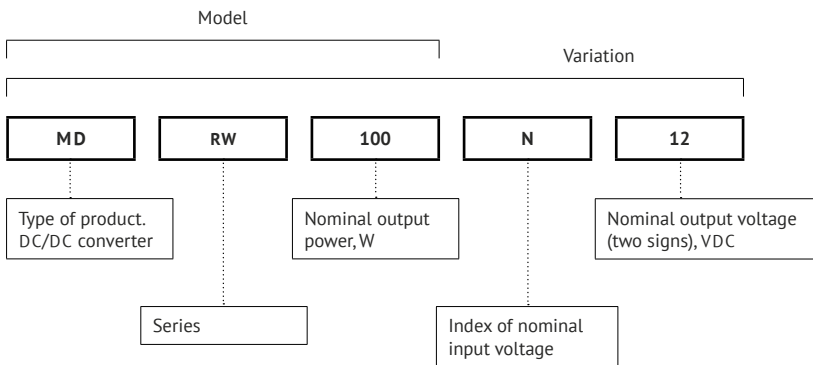 Model
Variation
MD RW 100 N 12
Type of product.
DC/DC converter
Nominal output
power, W
Nominal output voltage
(two signs), VDC
Series
Index of nominal
input voltage